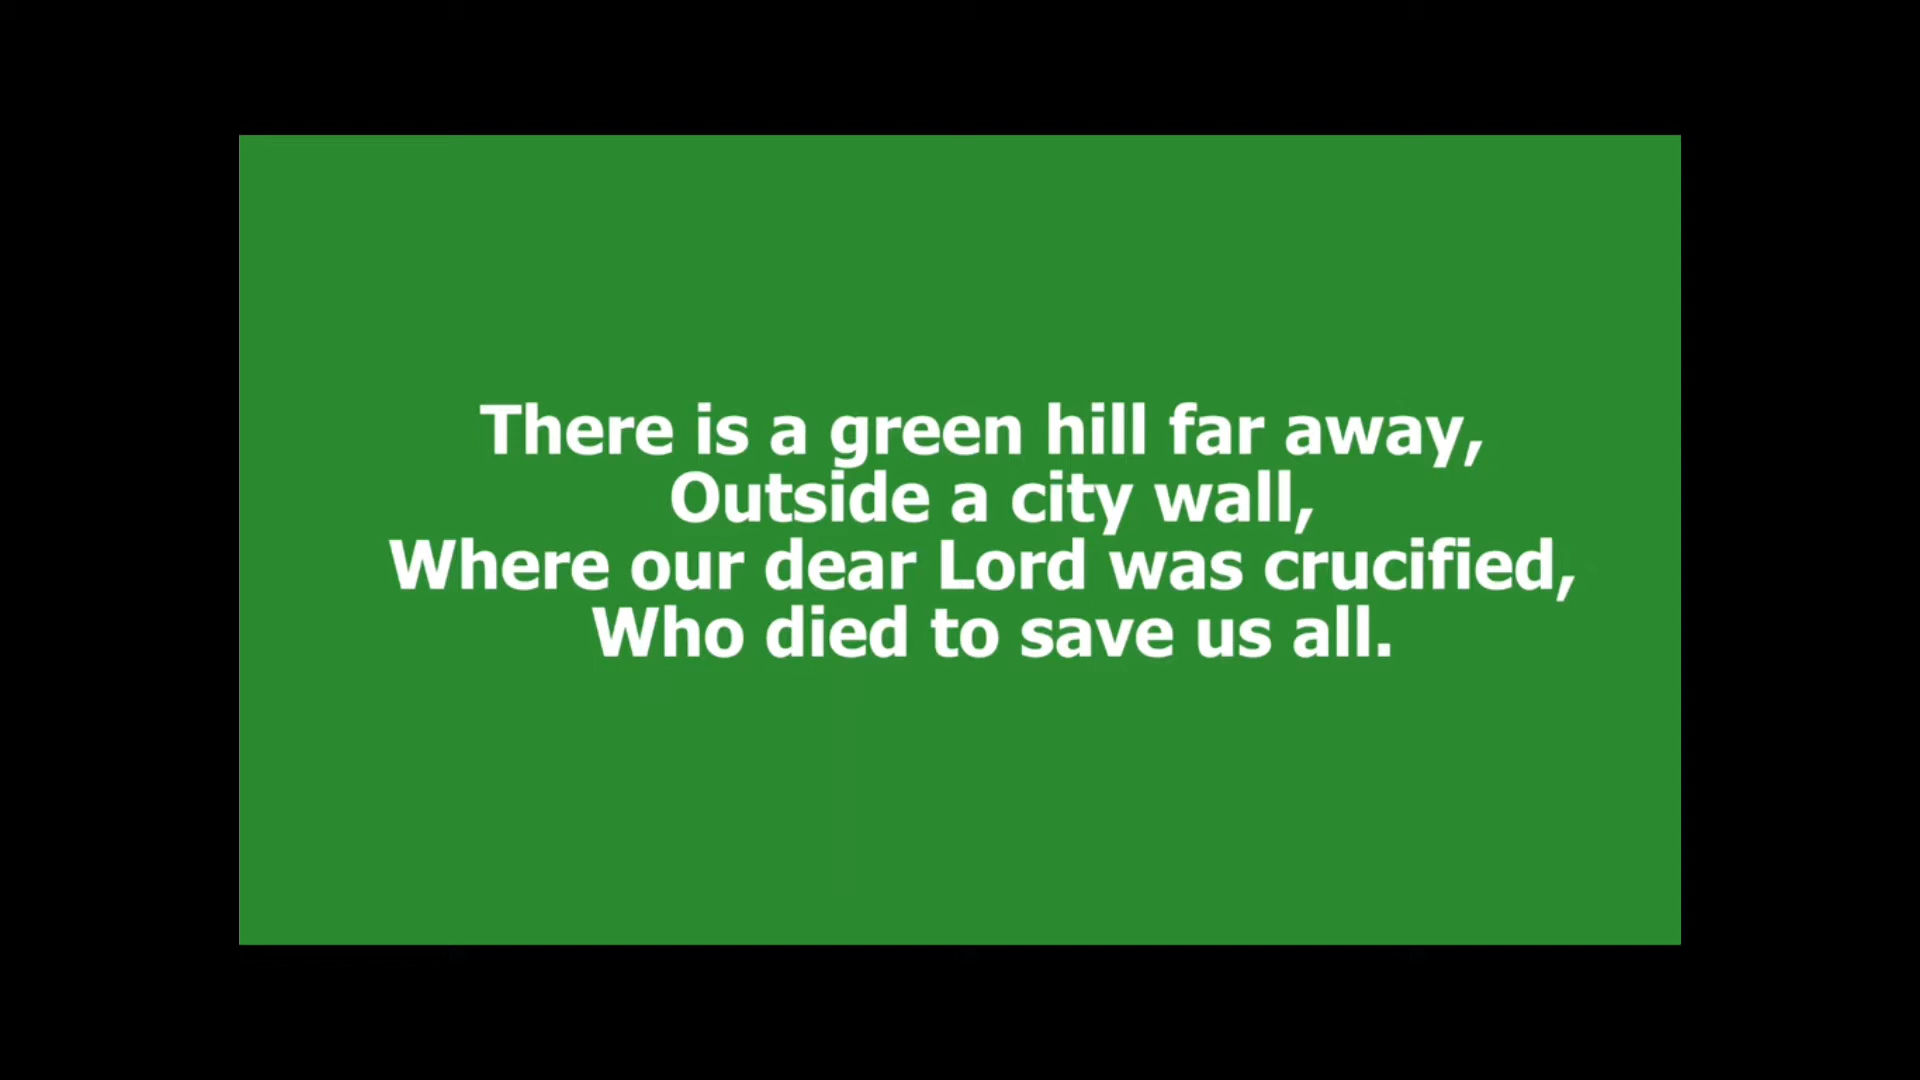 There is a green hill far away,
Outside a city wall,
Where our dear Lord was crucified,
Who died to save us all.